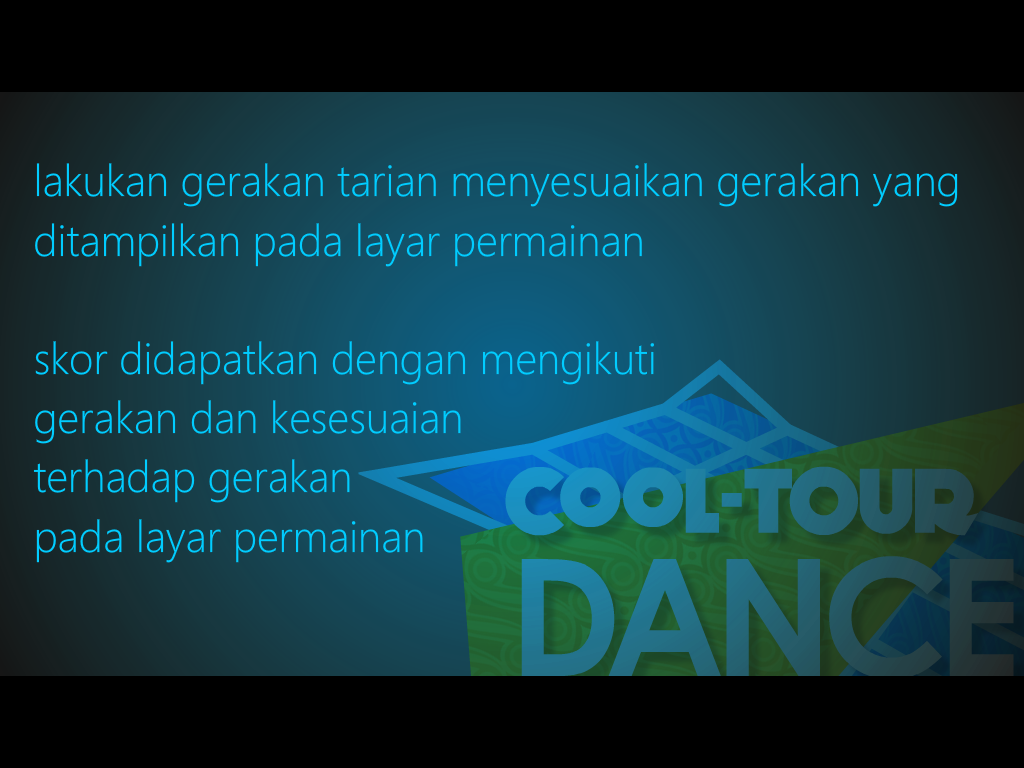 lakukan gerakan tarian menyesuaikan gerakan yang
ditampilkan pada layar permainan
skor didapatkan dengan mengikuti
gerakan dan kesesuaian
terhadap gerakan
pada layar permainan
COOL-TOUR
DANCE